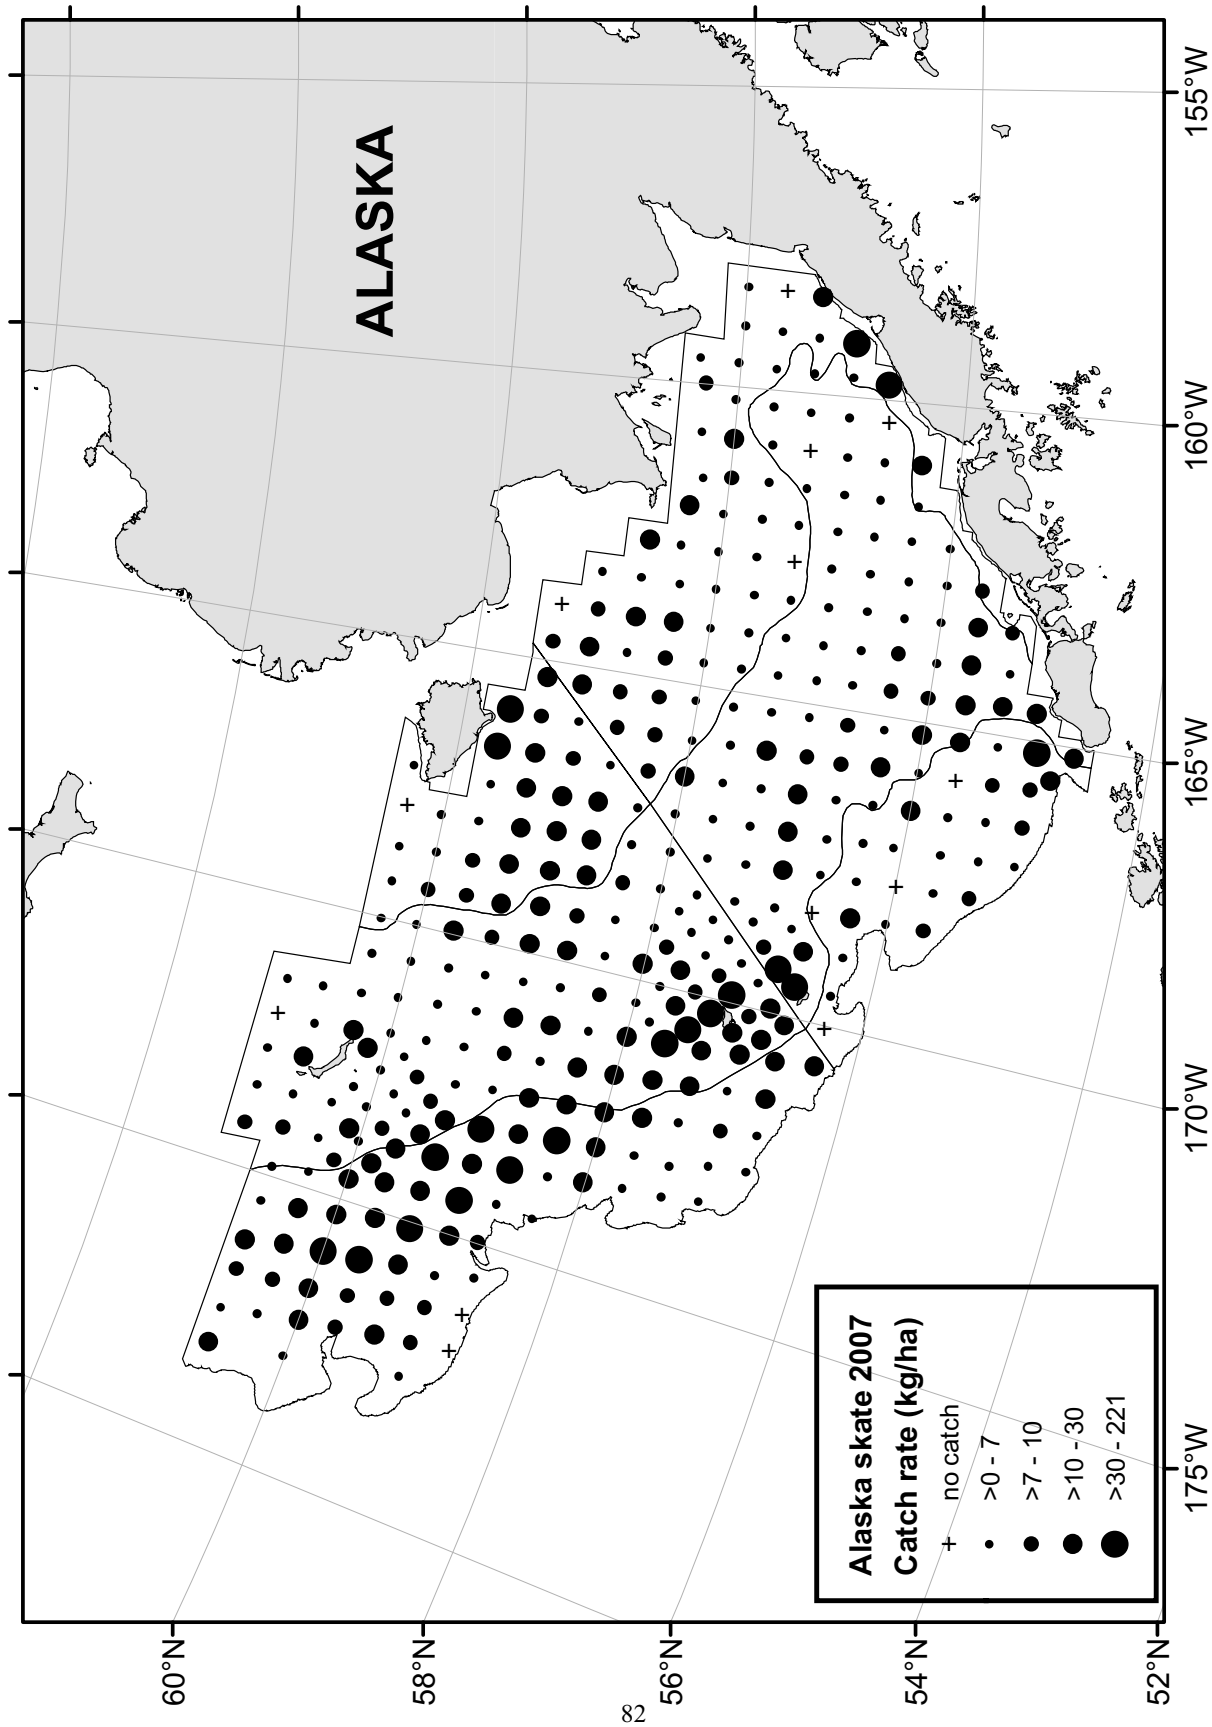 ALASKA
60°N
58°N
56°N
54°N
52°N
175°W
170°W
165°W
160°W
155°W
Alaska skate 2007
Catch rate (kg/ha)
no catch
>0 - 7
>7 - 10
>10 - 30
>30 - 221
82